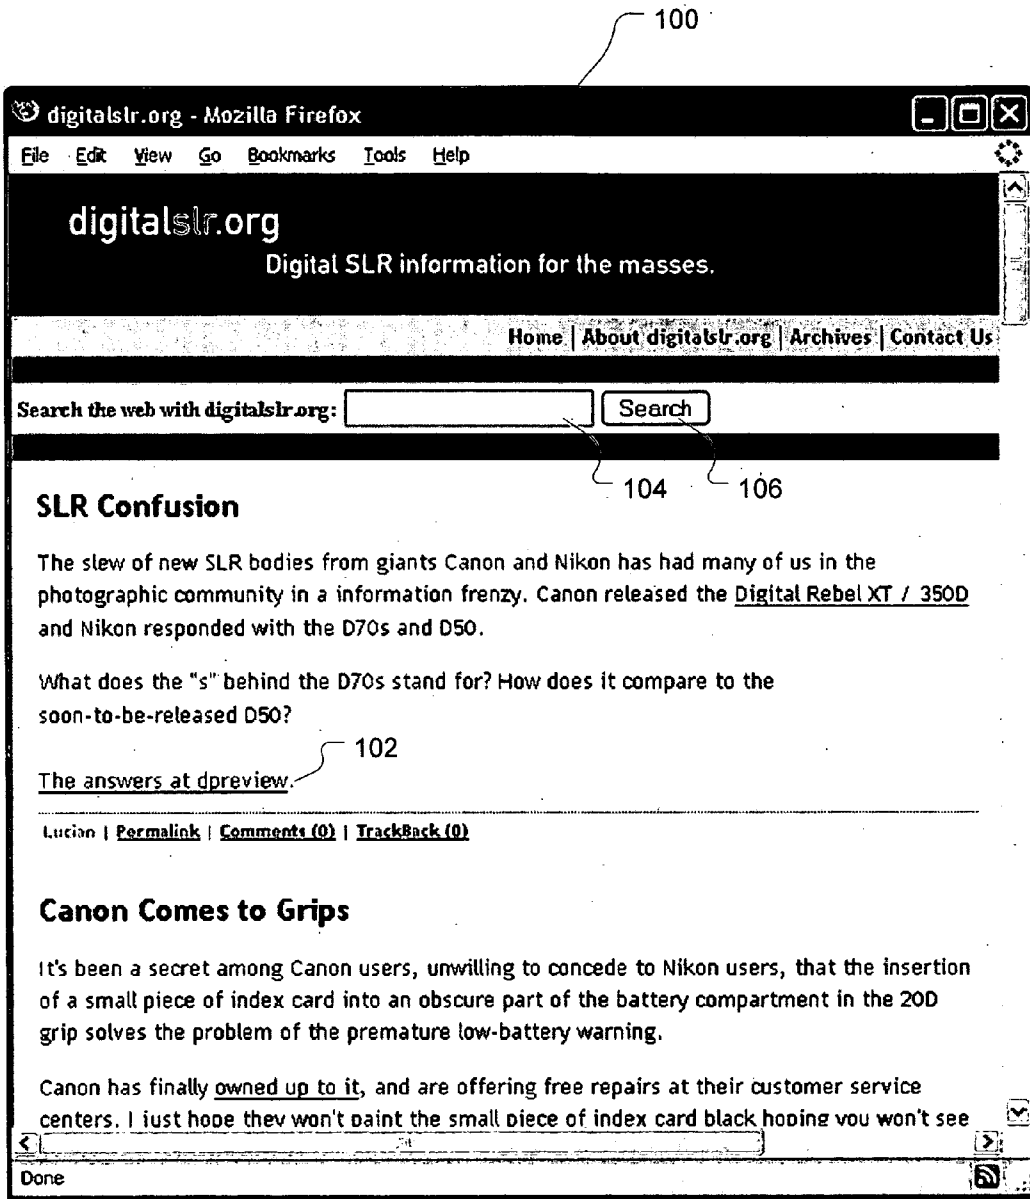 100
digitalslr.org - Mozilla Firefox
File Edit View Go Bookmarks Tools Help
digitalslr.org
Digital SLR information for the masses.
Home | About digitalslr.org | Archives | Contact Us
Search the web with digitalslr.org: Search
104 106
SLR Confusion
The slew of new SLR bodies from giants Canon and Nikon has had many of us in the
photographic community in a information frenzy. Canon released the Digital Rebel XT / 350D
and Nikon responded with the D70s and D50.
What does the "s" behind the D70s stand for? How does it compare to the
soon-to-be-released D50?
102
The answers at dpreview.
Lucian | Permalink | Comments (0) | TrackBack (0)
Canon Comes to Grips
It's been a secret among Canon users, unwilling to concede to Nikon users, that the insertion
of a small piece of index card into an obscure part of the battery compartment in the 20D
grip solves the problem of the premature low-battery warning.
Canon has finally owned up to it, and are offering free repairs at their customer service
centers. I just hope they won't paint the small piece of index card black hoping you won't see
Done